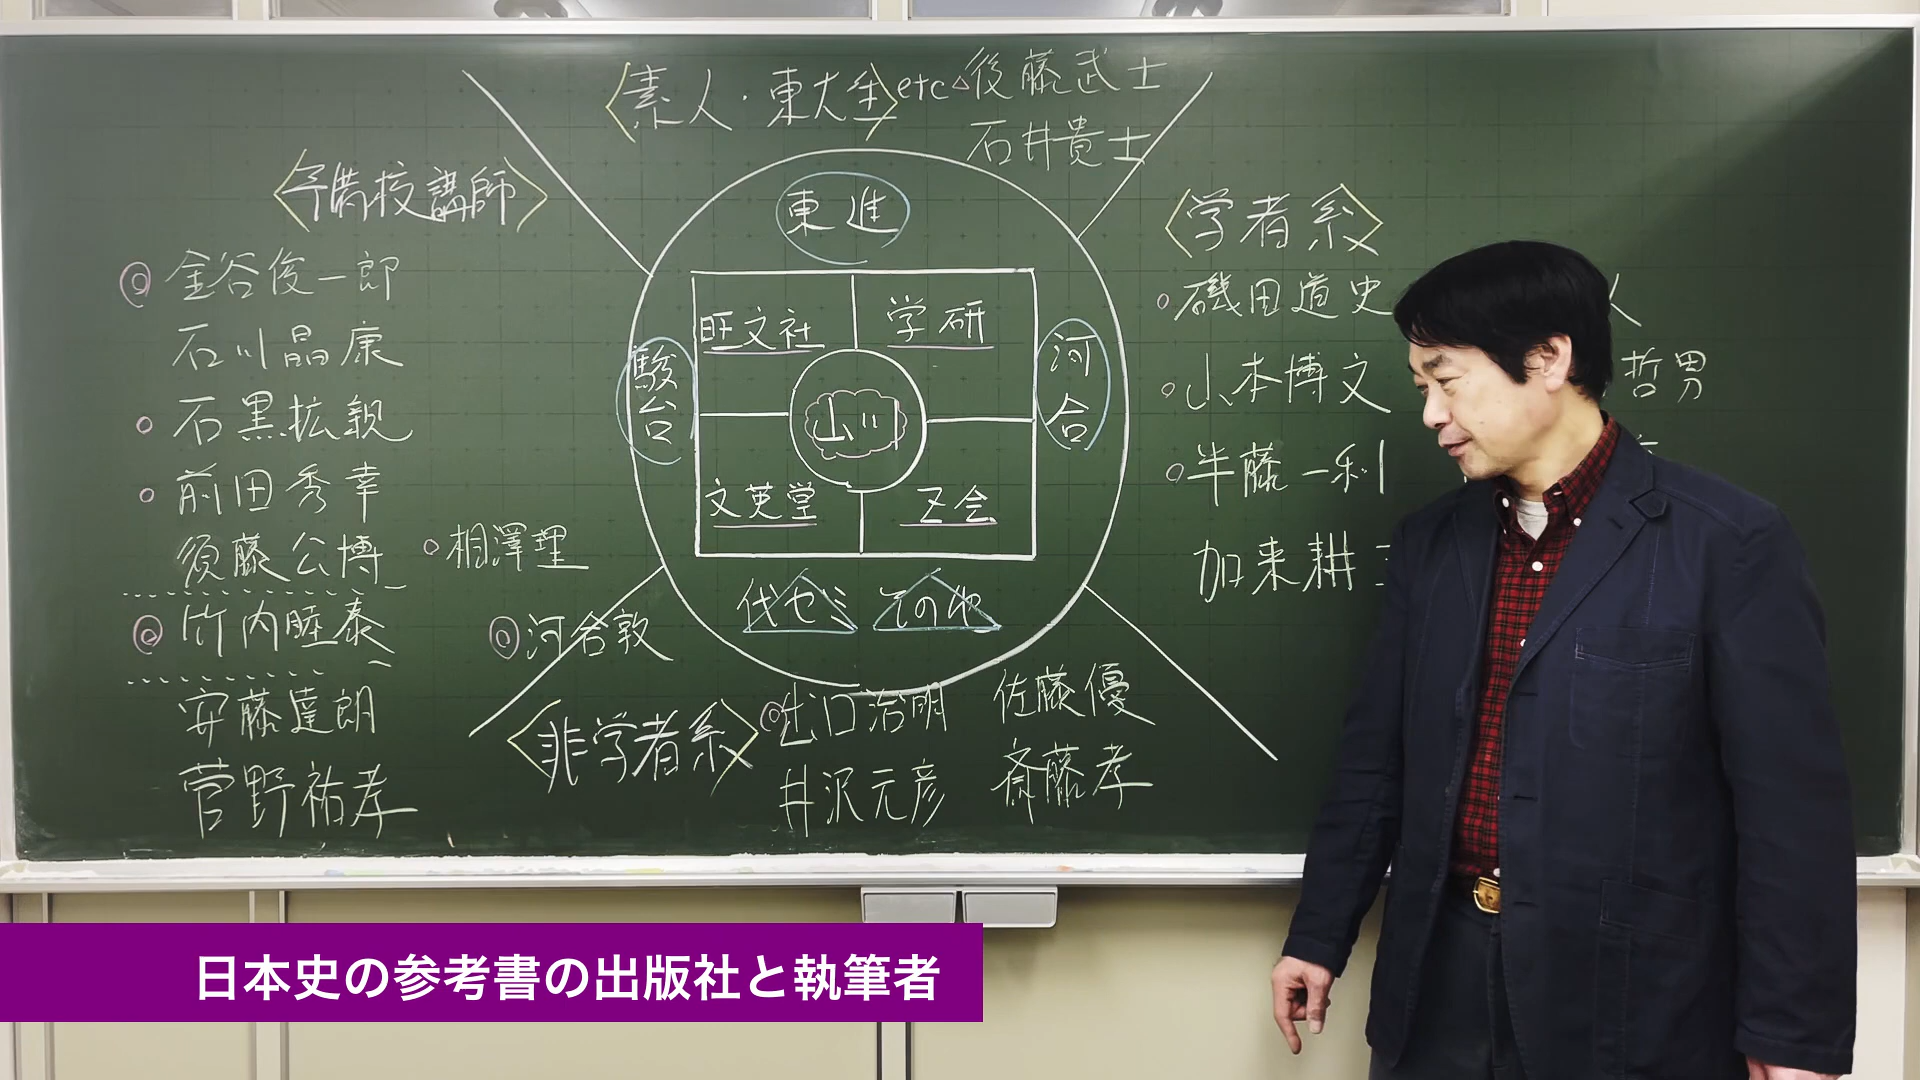 〈素人・東大生〉etc
△後藤武士
石井貴士
〈予備校講師〉
◎金谷俊一郎
石川晶康
○石黒拡親
○前田秀幸
須藤公博
○相澤理
◎竹内睦泰
◎河合敦
安藤達朗
菅野祐孝
東進
旺文社
学研
駿台
山川
河合
文英堂
Z会
代ゼミ
その他
〈学者系〉
○磯田道史
○山本博文
哲男
○半藤一利
加来耕三
〈非学者系〉
◎出口治明
佐藤優
井沢元彦
斎藤孝
日本史の参考書の出版社と執筆者